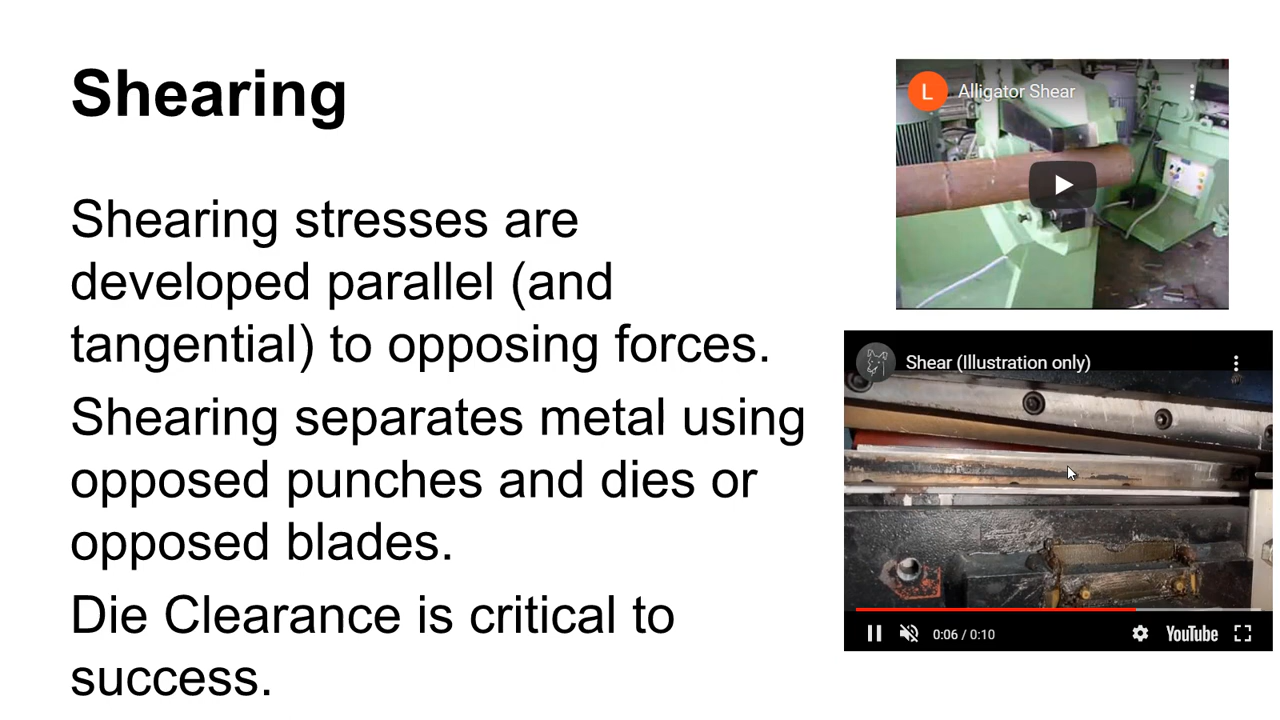 Shearing
Shearing stresses are
developed parallel (and
tangential) to opposing forces.
Shearing separates metal using
opposed punches and dies or
opposed blades.
Die Clearance is critical to
success.
L
Alligator Shear
Shear (Illustration only)
0:06 / 0:10
YouTube